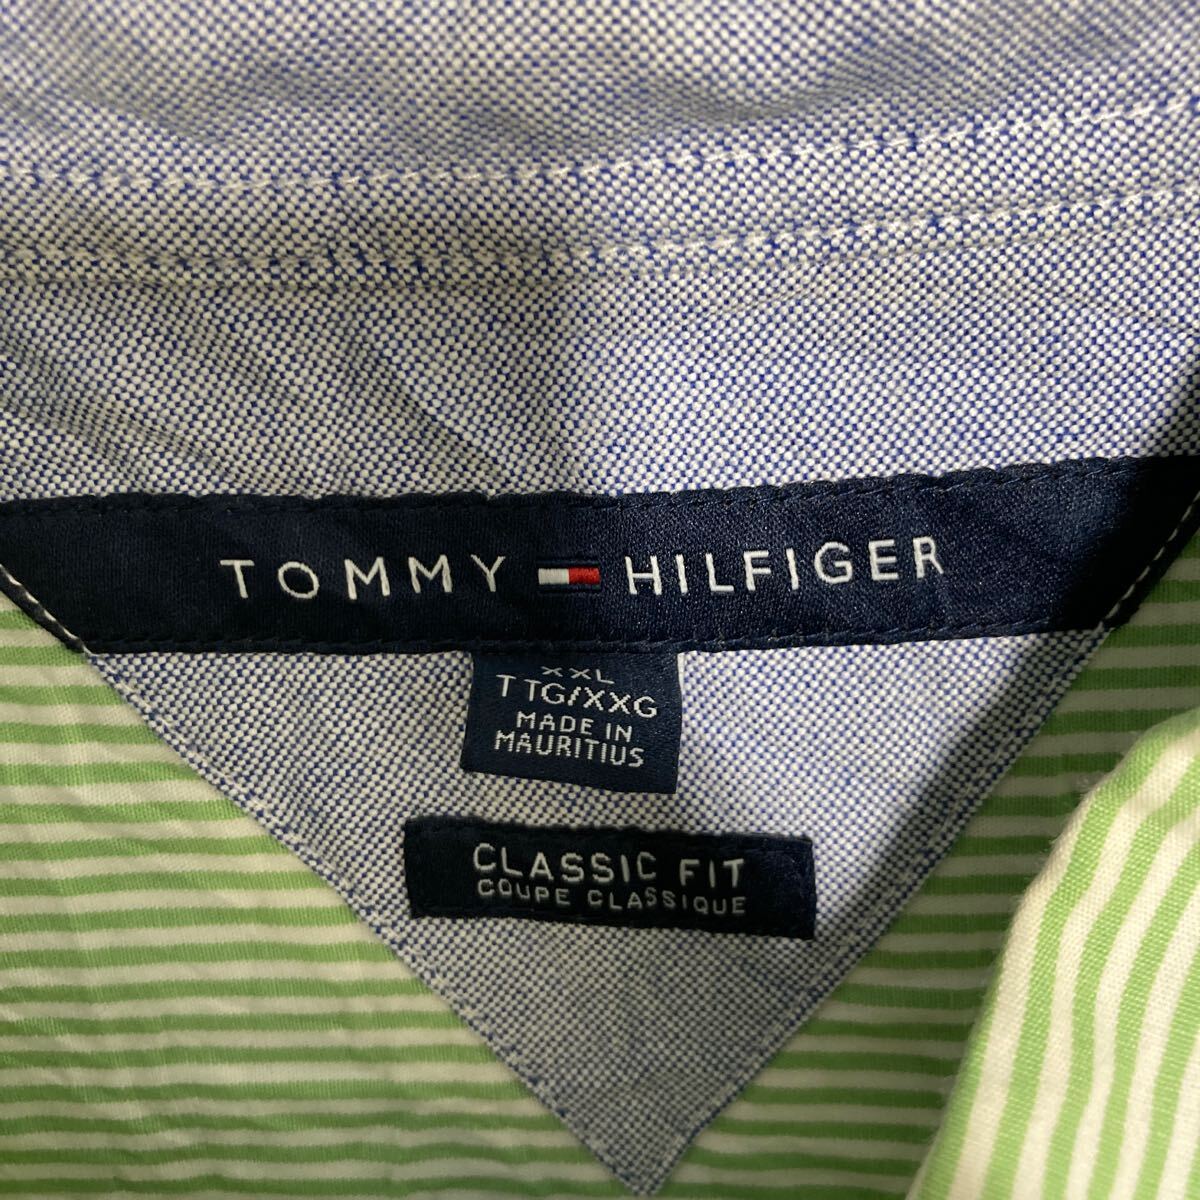 TOMMY HILFIGER
XXL
TTG/XXG
MADE IN
MAURITIUS
CLASSIC FIT
COUPE CLASSIQUE